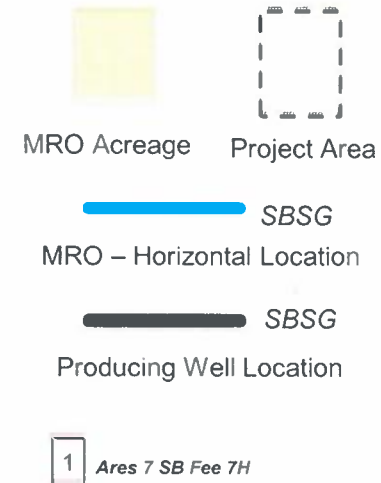 MRO Acreage Project Area
SBSG
MRO – Horizontal Location
SBSG
Producing Well Location
1 Ares 7 SB Fee 7H